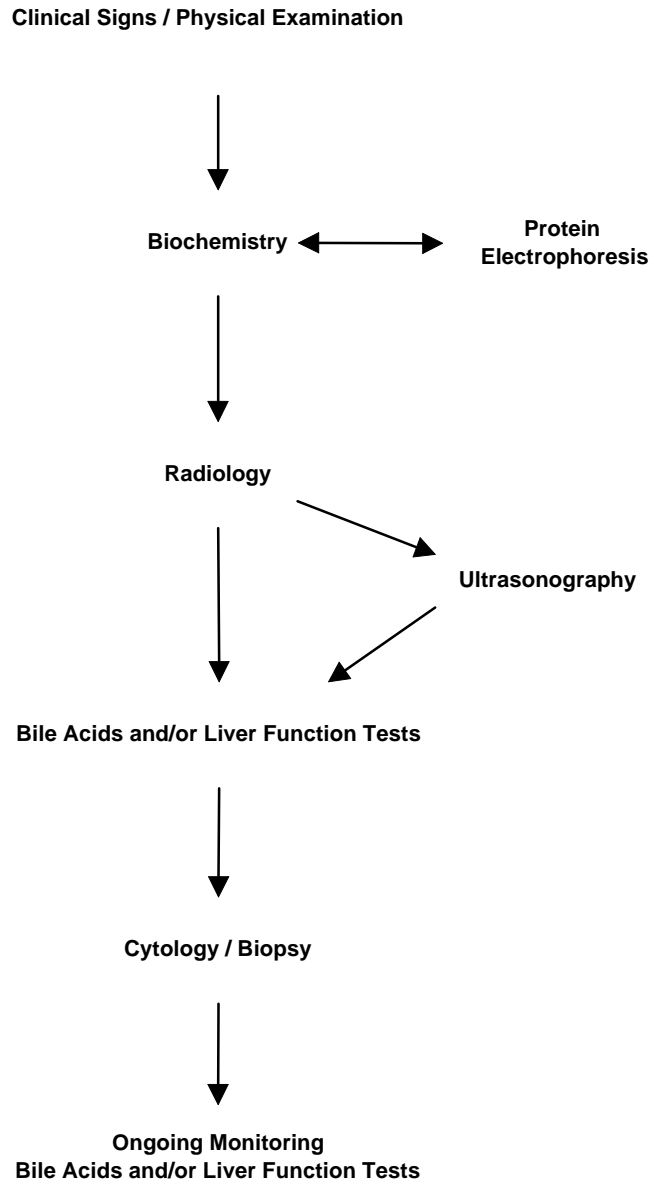 Clinical Signs / Physical Examination
Biochemistry
Protein
Electrophoresis
Radiology
Ultrasonography
Bile Acids and/or Liver Function Tests
Cytology / Biopsy
Ongoing Monitoring
Bile Acids and/or Liver Function Tests